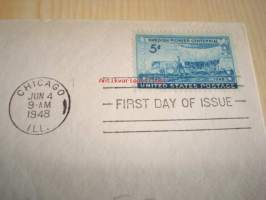 SWEDISH PIONEER CENTENNIAL
5¢
UNITED STATES POSTAGE
CHICAGO
JUN 4
9-AM
1948
ILL.
FIRST DAY OF ISSUE